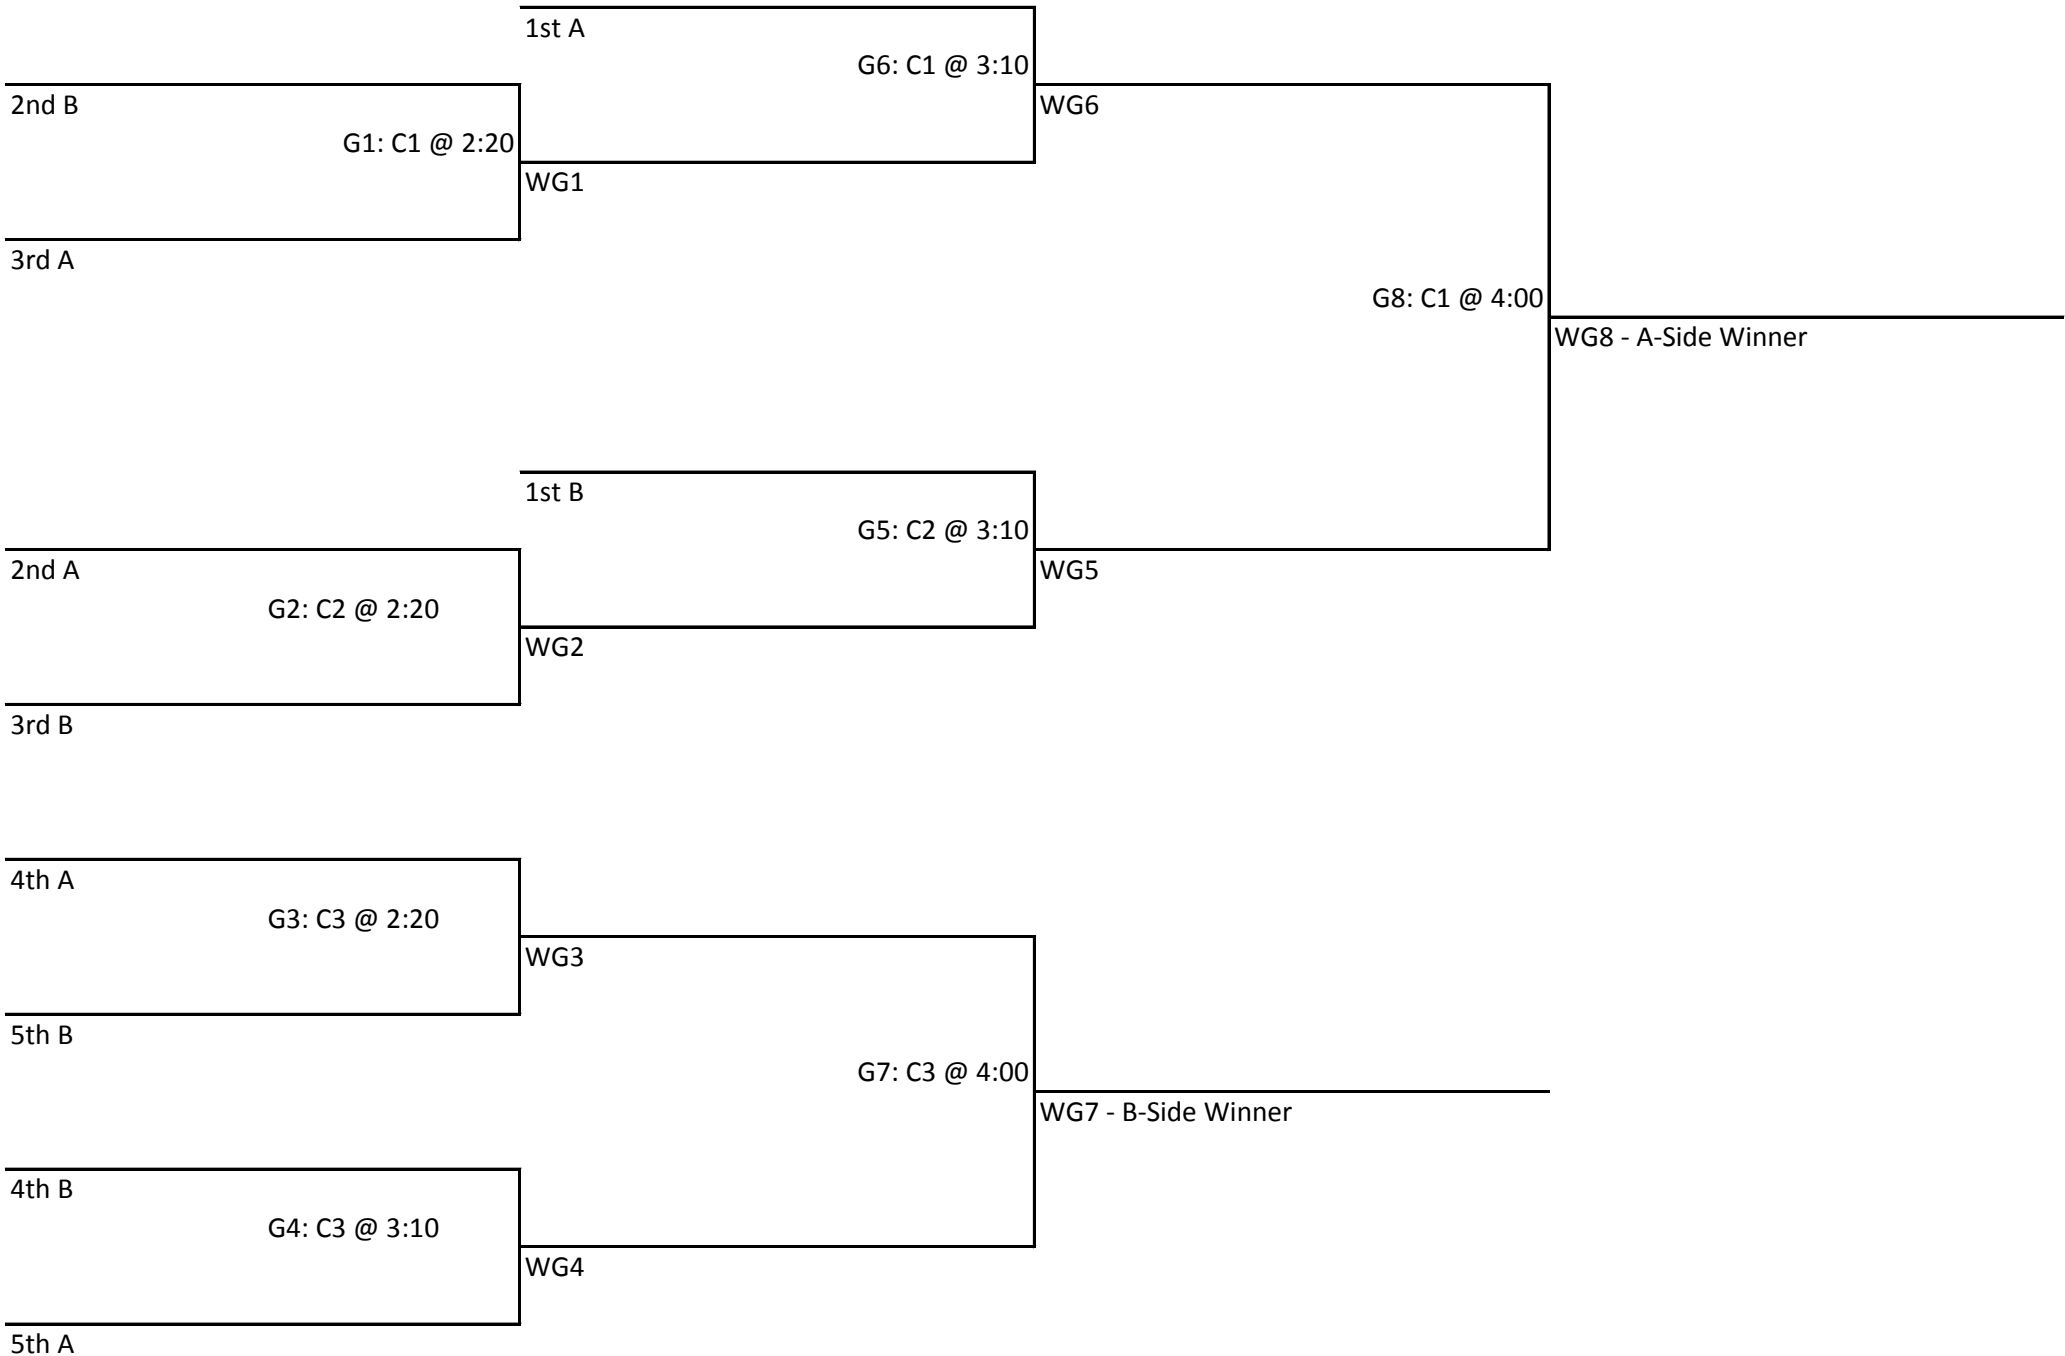 1st A
G6: C1 @ 3:10
2nd B
WG6
G1: C1 @ 2:20
WG1
3rd A
G8: C1 @ 4:00
WG8 - A-Side Winner
1st B
G5: C2 @ 3:10
2nd A
WG5
G2: C2 @ 2:20
WG2
3rd B
4th A
G3: C3 @ 2:20
WG3
5th B
G7: C3 @ 4:00
WG7 - B-Side Winner
4th B
G4: C3 @ 3:10
WG4
5th A